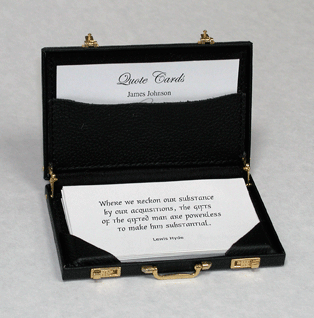 Quote Cards
James Johnson
Where we reckon our substance
by our acquisitions, the gifts
of the gifted man are powerless
to make him substantial..
Lewis Hyde